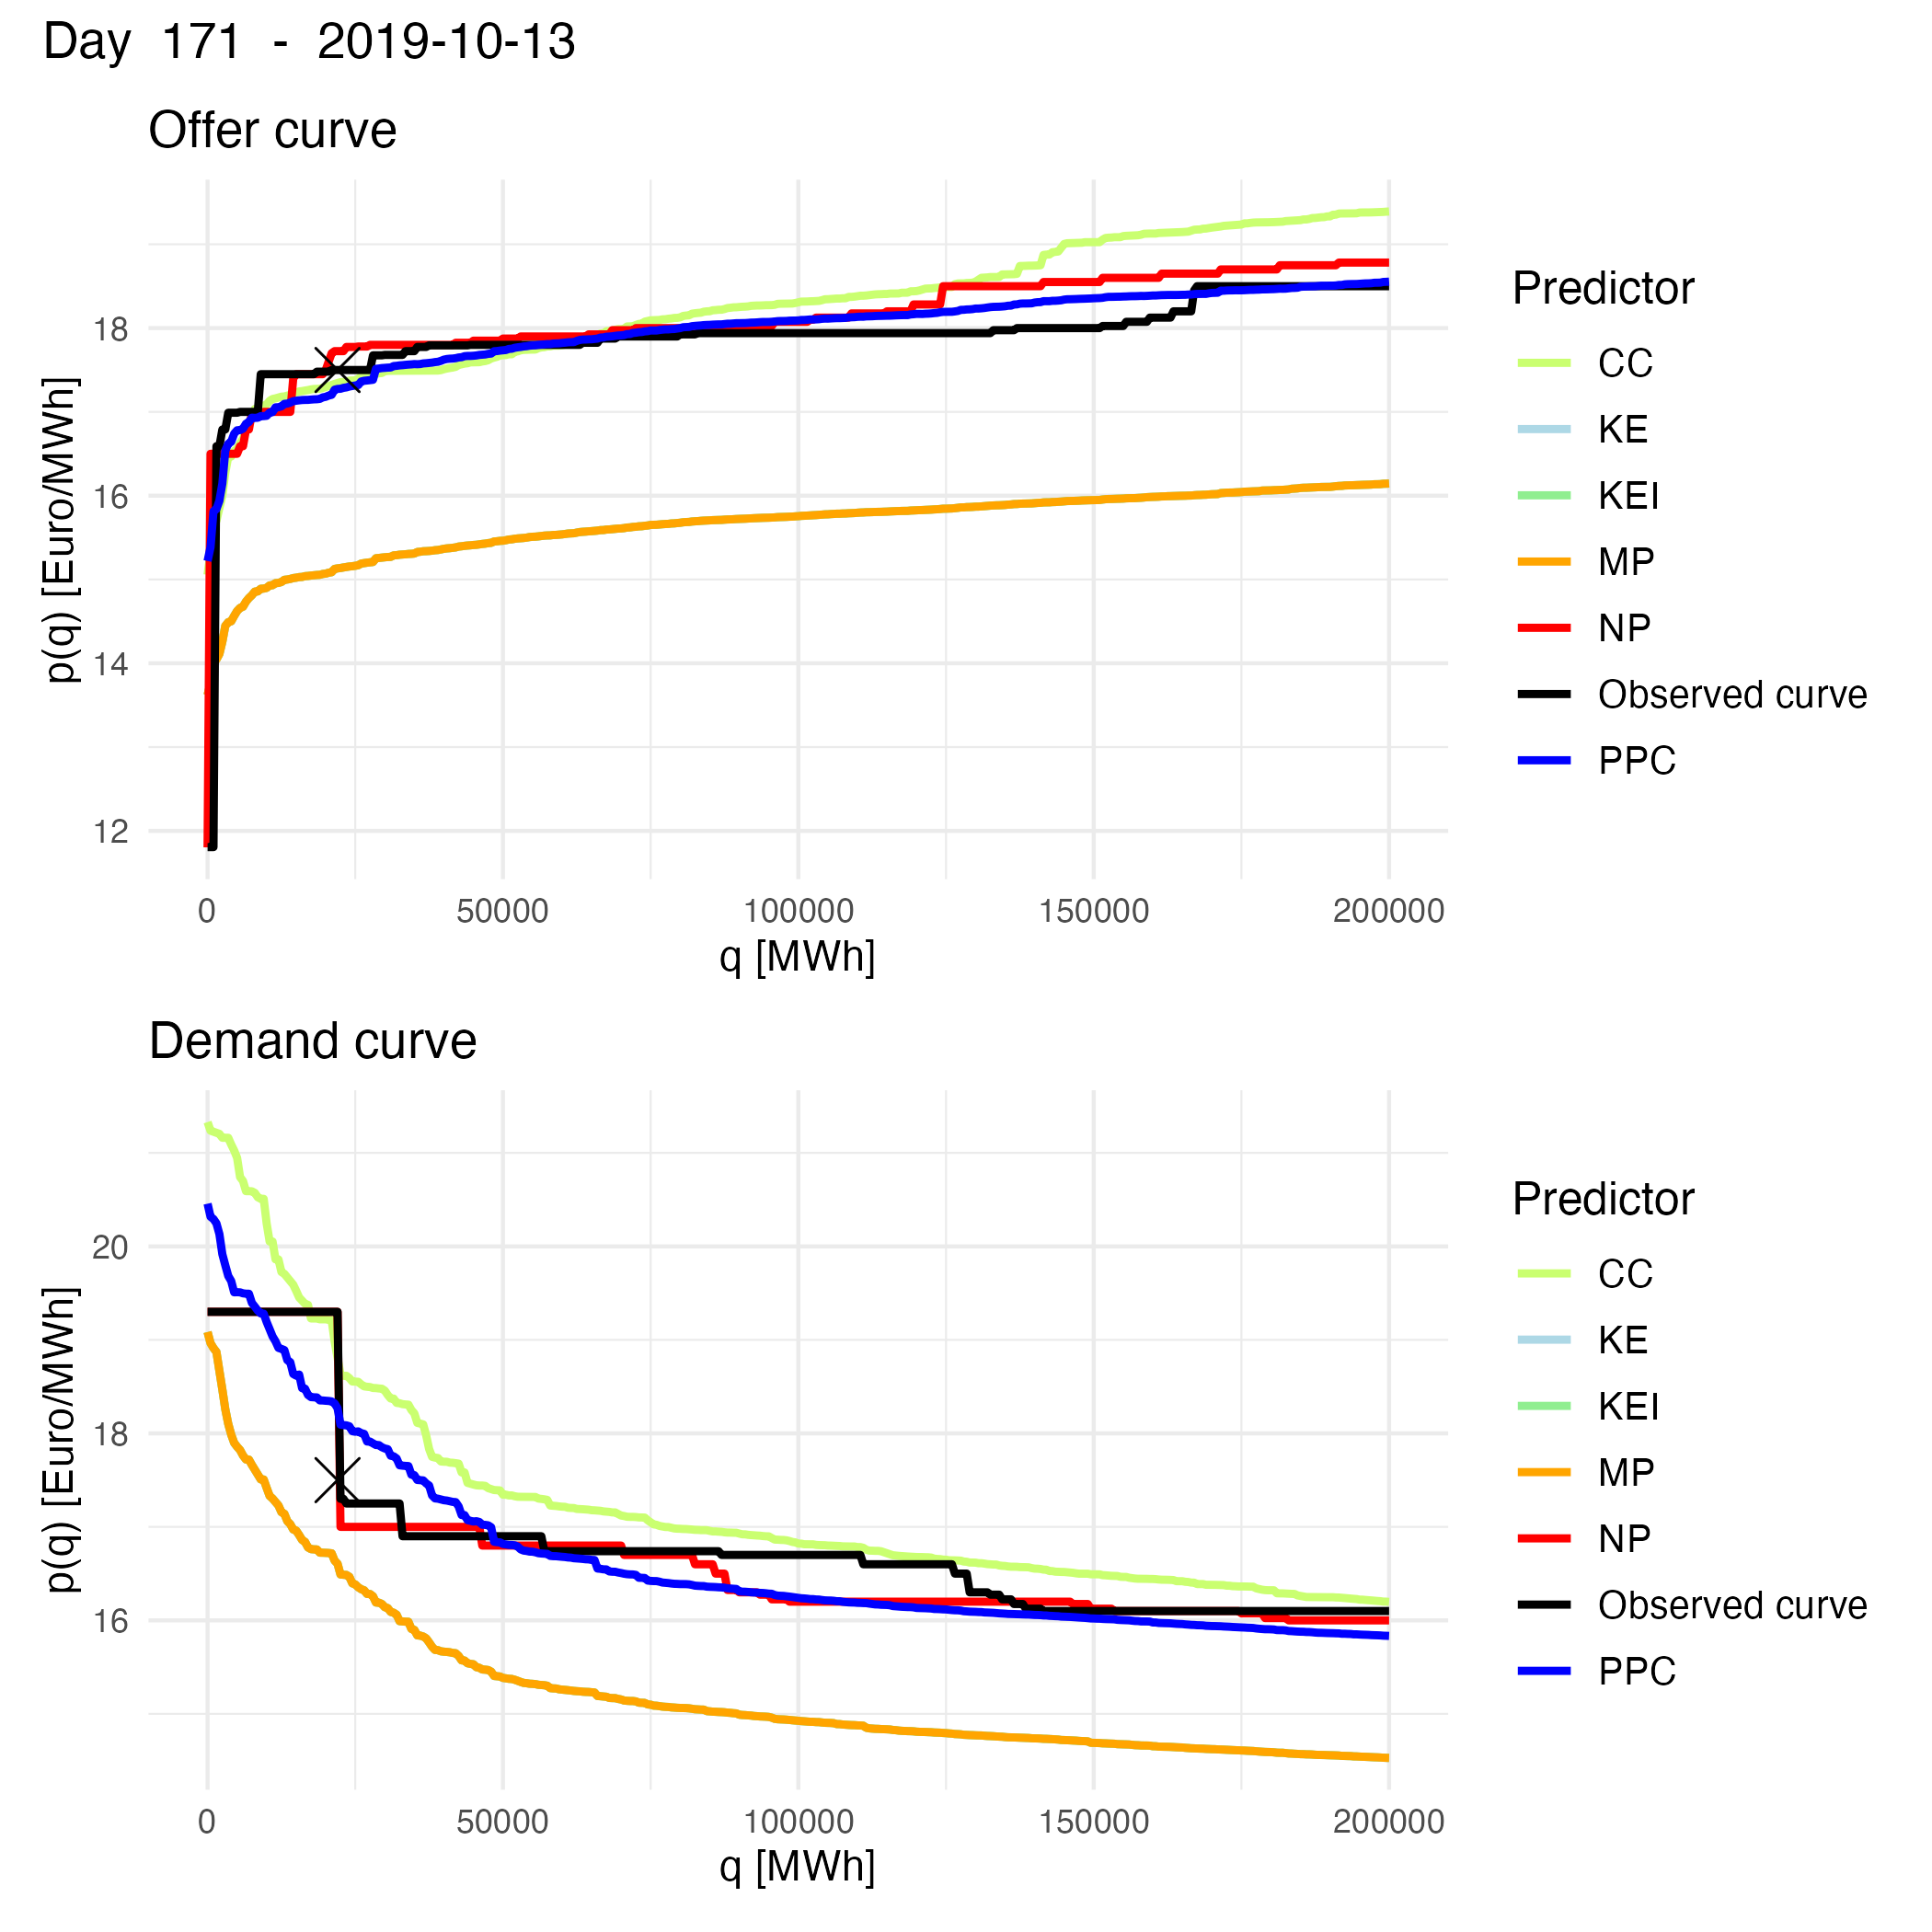 Day 171 - 2019-10-13
Offer curve
p(q) [Euro/MWh]
18
16
14
12
0 50000 100000 150000 200000
q [MWh]
Predictor
CC
KE
KEI
MP
NP
Observed curve
PPC
Demand curve
p(q) [Euro/MWh]
20
18
16
0 50000 100000 150000 200000
q [MWh]
Predictor
CC
KE
KEI
MP
NP
Observed curve
PPC